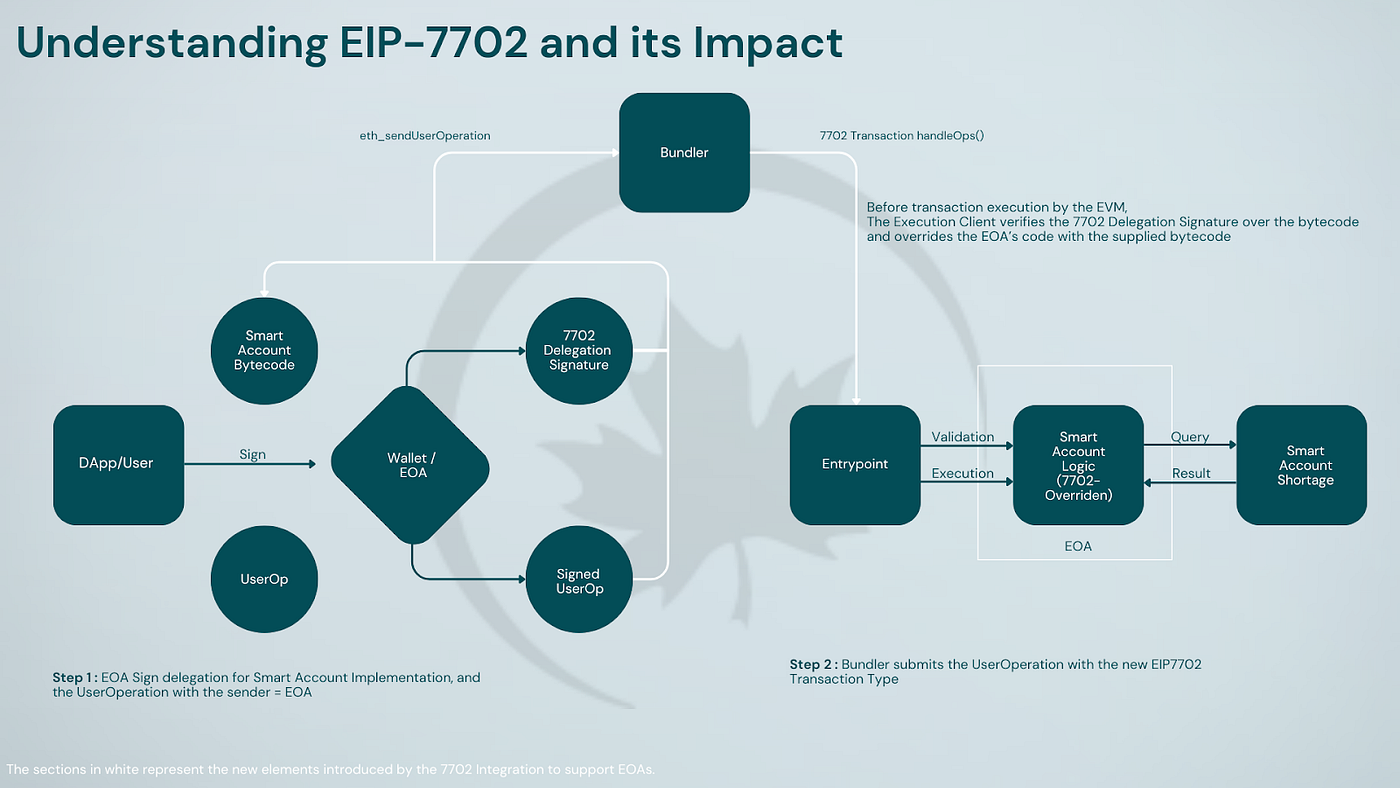 Understanding EIP-7702 and its Impact
Bundler
eth_sendUserOperation
7702 Transaction handleOps()
Before transaction execution by the EVM,
The Execution Client verifies the 7702 Delegation Signature over the bytecode
and overrides the EOA's code with the supplied bytecode
Smart
Account
Bytecode
7702
Delegation
Signature
DApp/User
Sign
Wallet /
EOA
UserOp
Signed
UserOp
Entrypoint
Validation
Execution
Smart
Account
Logic
(7702-
Overriden)
EOA
Query
Result
Smart
Account
Shortage
Step 1 : EOA Sign delegation for Smart Account Implementation, and
the UserOperation with the sender = EOA
Step 2 : Bundler submits the UserOperation with the new EIP7702
Transaction Type
The sections in white represent the new elements introduced by the 7702 Integration to support EOAs.